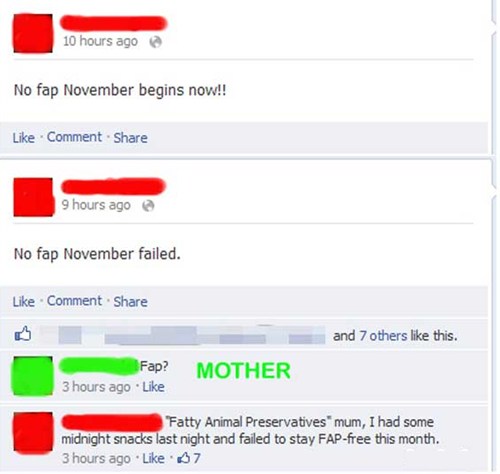 10 hours ago
No fap November begins now!!
Like · Comment · Share
9 hours ago
No fap November failed.
Like · Comment · Share
and 7 others like this.
Fap? MOTHER
3 hours ago · Like
"Fatty Animal Preservatives" mum, I had some
midnight snacks last night and failed to stay FAP-free this month.
3 hours ago · Like · 7